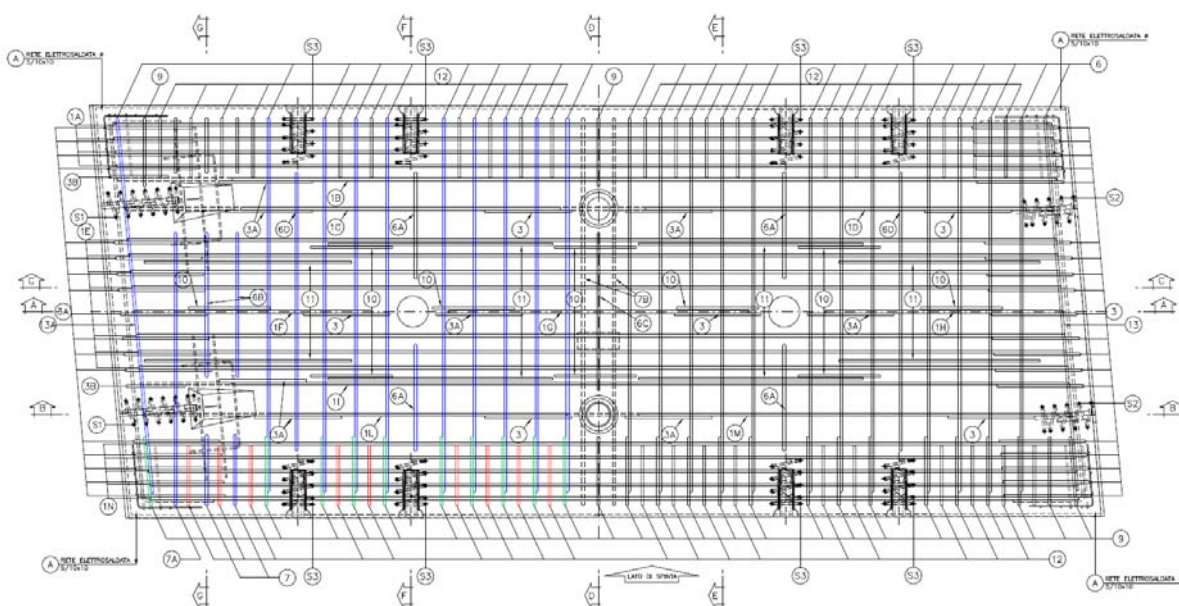 G
F
D
E
S3
S3
S3
S3
A RETE ELETTROSALDATA ø
5/10x10
A RETE ELETTROSALDATA ø
5/10x10
9
12
9
12
6
1A
3B
1B
S1
1E
3A
6D
1C
6A
3
3A
6A
1D
6D
3
S2
C
10
6B
11
10
10
11
10
7B
10
11
10
10
11
C
A
3A
3A
1F
3
3A
1G
6C
3
3A
1H
3
13
A
3B
1I
6A
6A
B
S1
3A
1L
3
3A
1M
3
S2
B
1N
7A
7
9
12
A RETE ELETTROSALDATA ø
5/10x10
S3
S3
S3
S3
A RETE ELETTROSALDATA ø
5/10x10
G
F
LATO DI SPINTA
D
E